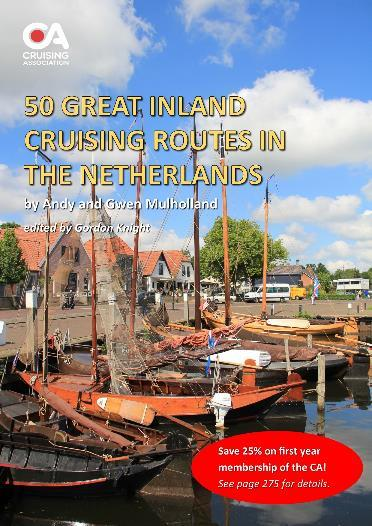 CA
CRUISING
ASSOCIATION
50 GREAT INLAND
CRUISING ROUTES IN
THE NETHERLANDS
by Andy and Gwen Mulholland
edited by Gordon Knight
Save 25% on first year
membership of the CA!
See page 275 for details.